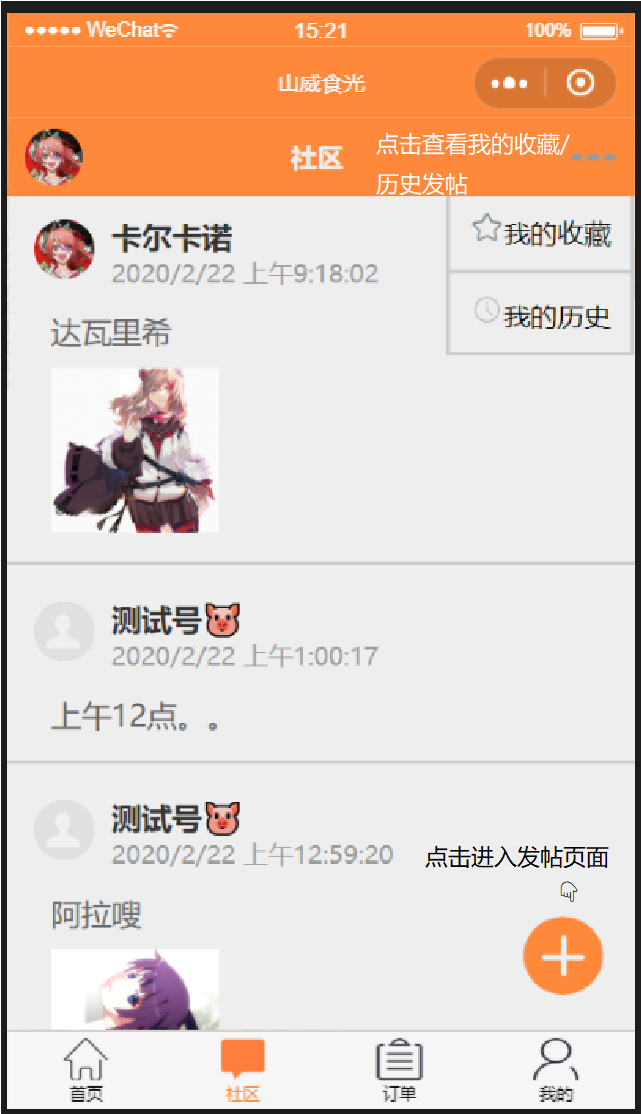 WeChat 15:21 100%
山威食光
社区
点击查看我的收藏/
历史发帖
我的收藏
我的历史
卡尔卡诺
2020/2/22 上午9:18:02
达瓦里希
测试号🐷
2020/2/22 上午1:00:17
上午12点。。
测试号🐷
2020/2/22 上午12:59:20
点击进入发帖页面
阿拉嗖
首页 社区 订单 我的